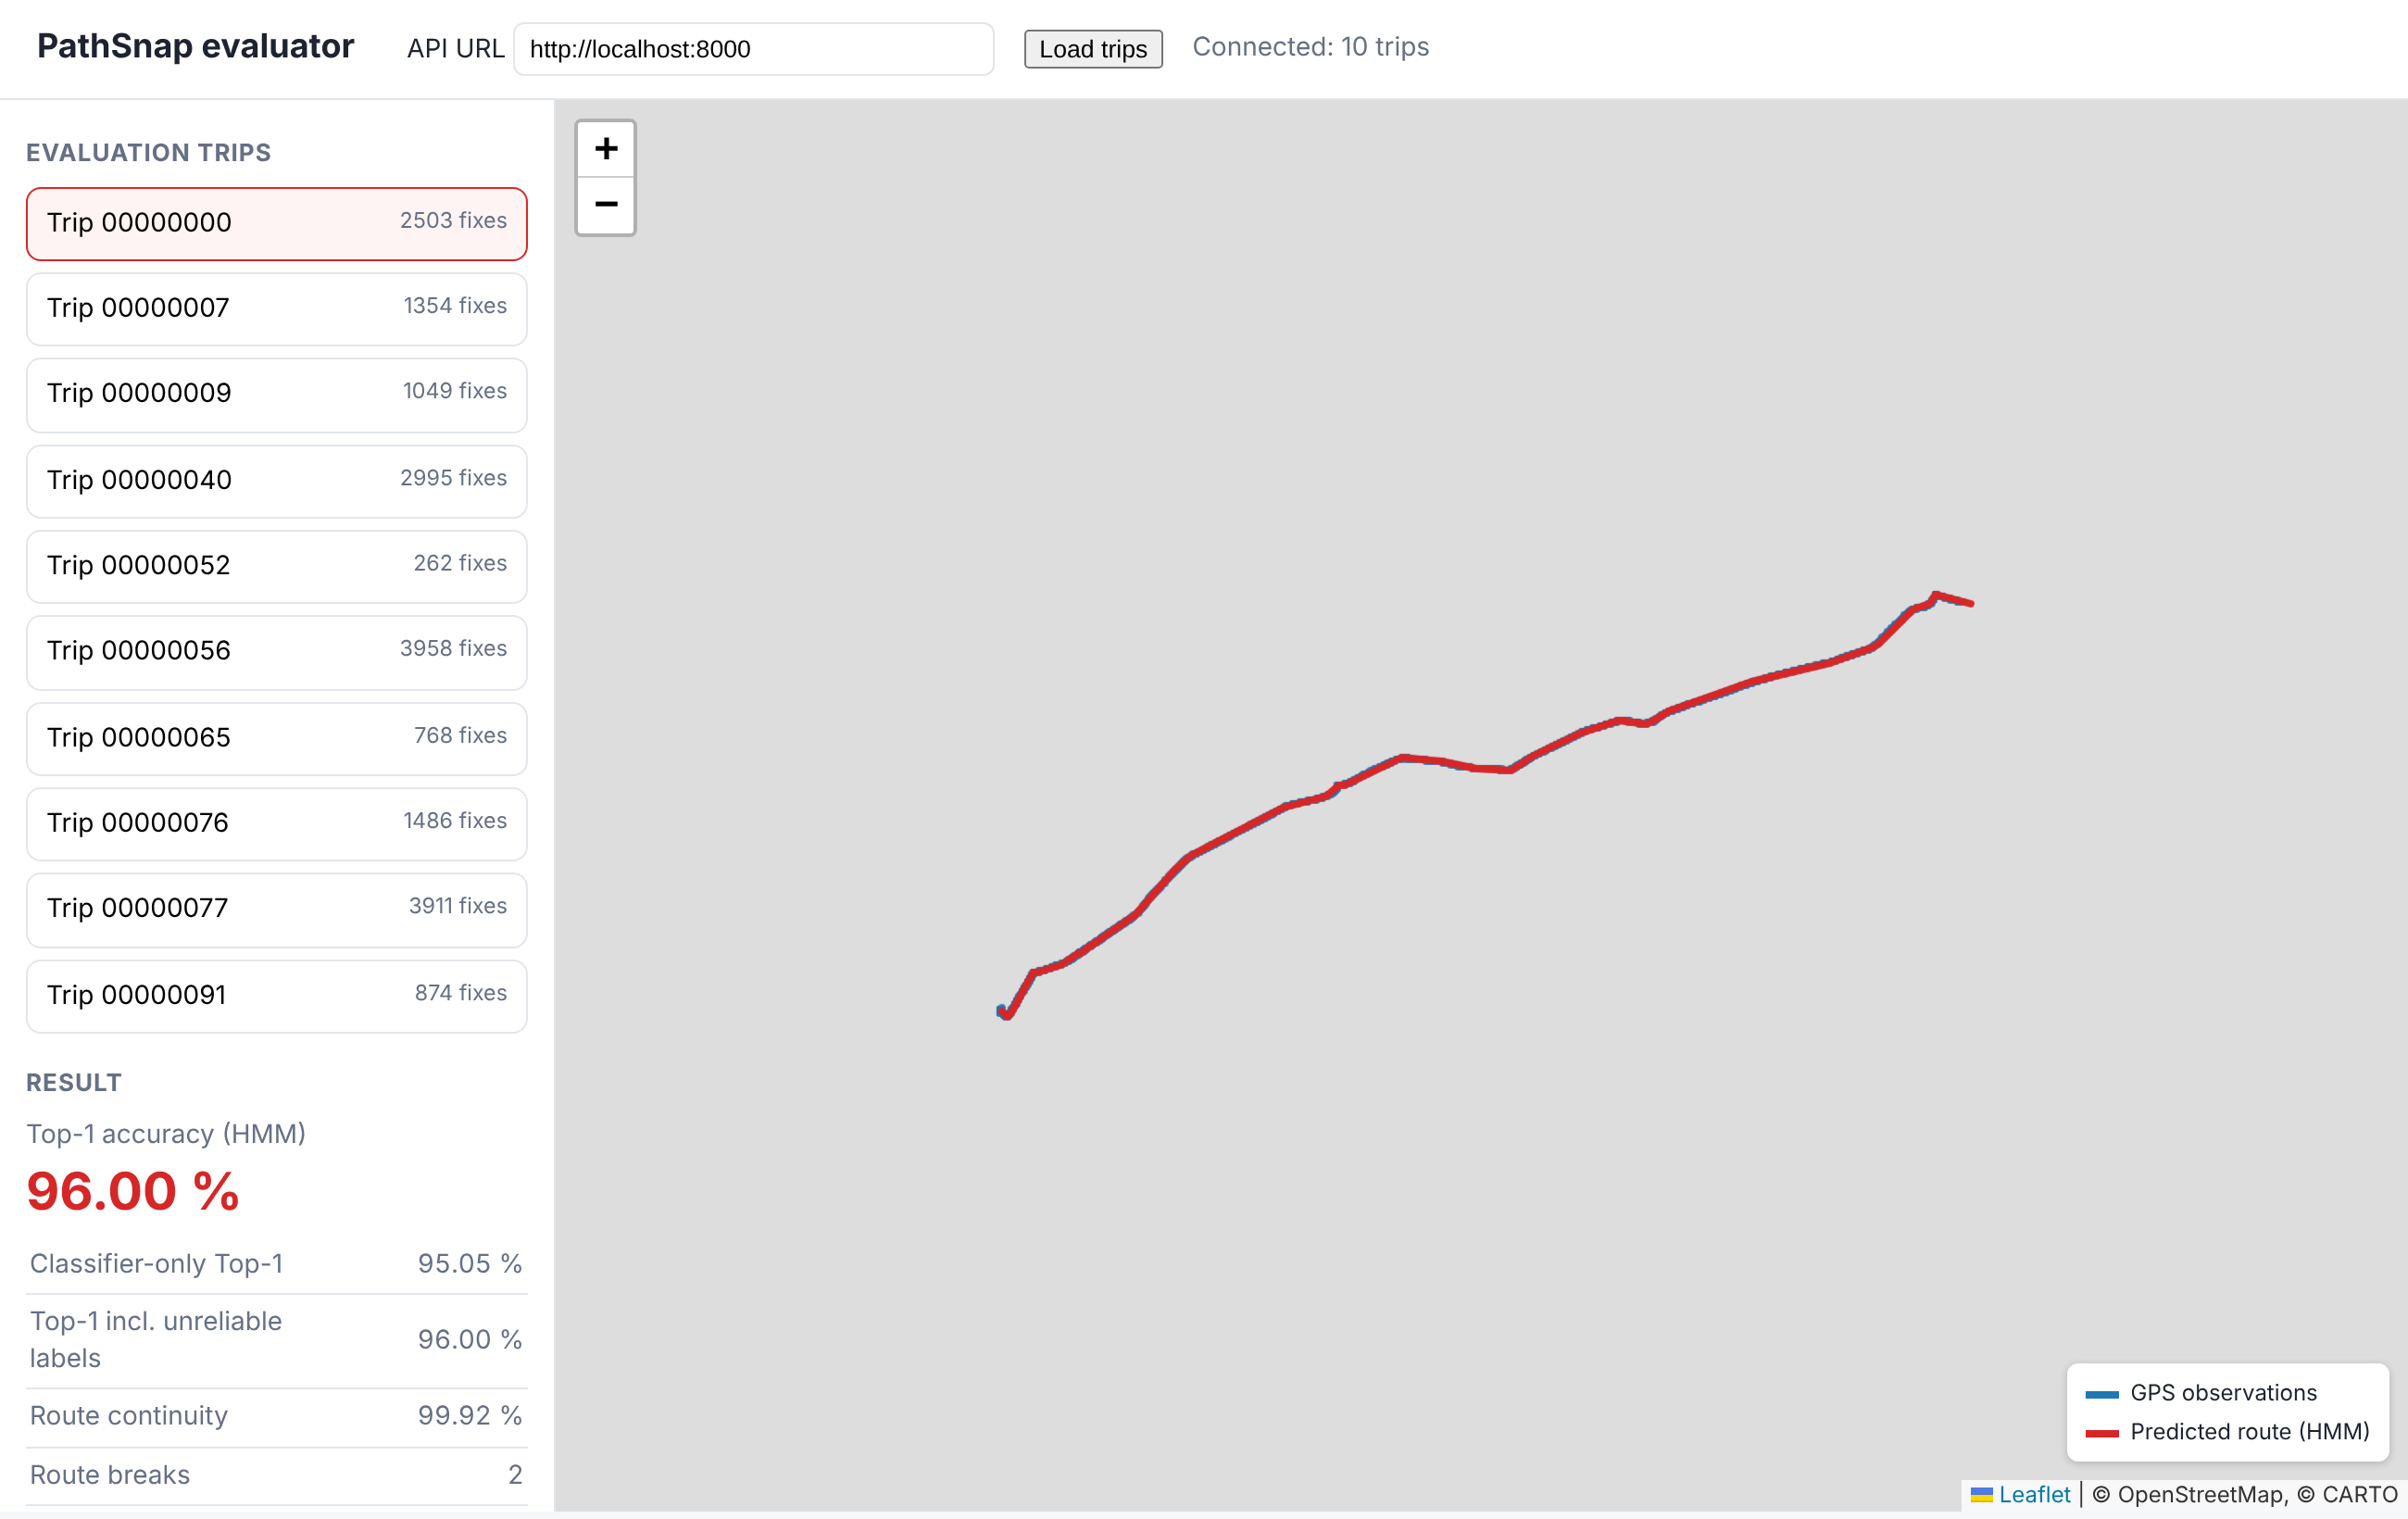 PathSnap evaluator
API URL http://localhost:8000 Load trips Connected: 10 trips
EVALUATION TRIPS
Trip 00000000 2503 fixes
Trip 00000007 1354 fixes
Trip 00000009 1049 fixes
Trip 00000040 2995 fixes
Trip 00000052 262 fixes
Trip 00000056 3958 fixes
Trip 00000065 768 fixes
Trip 00000076 1486 fixes
Trip 00000077 3911 fixes
Trip 00000091 874 fixes
RESULT
Top-1 accuracy (HMM)
96.00 %
Classifier-only Top-1 95.05 %
Top-1 incl. unreliable
labels 96.00 %
Route continuity 99.92 %
Route breaks 2
+
−
GPS observations
Predicted route (HMM)
Leaflet | © OpenStreetMap, © CARTO